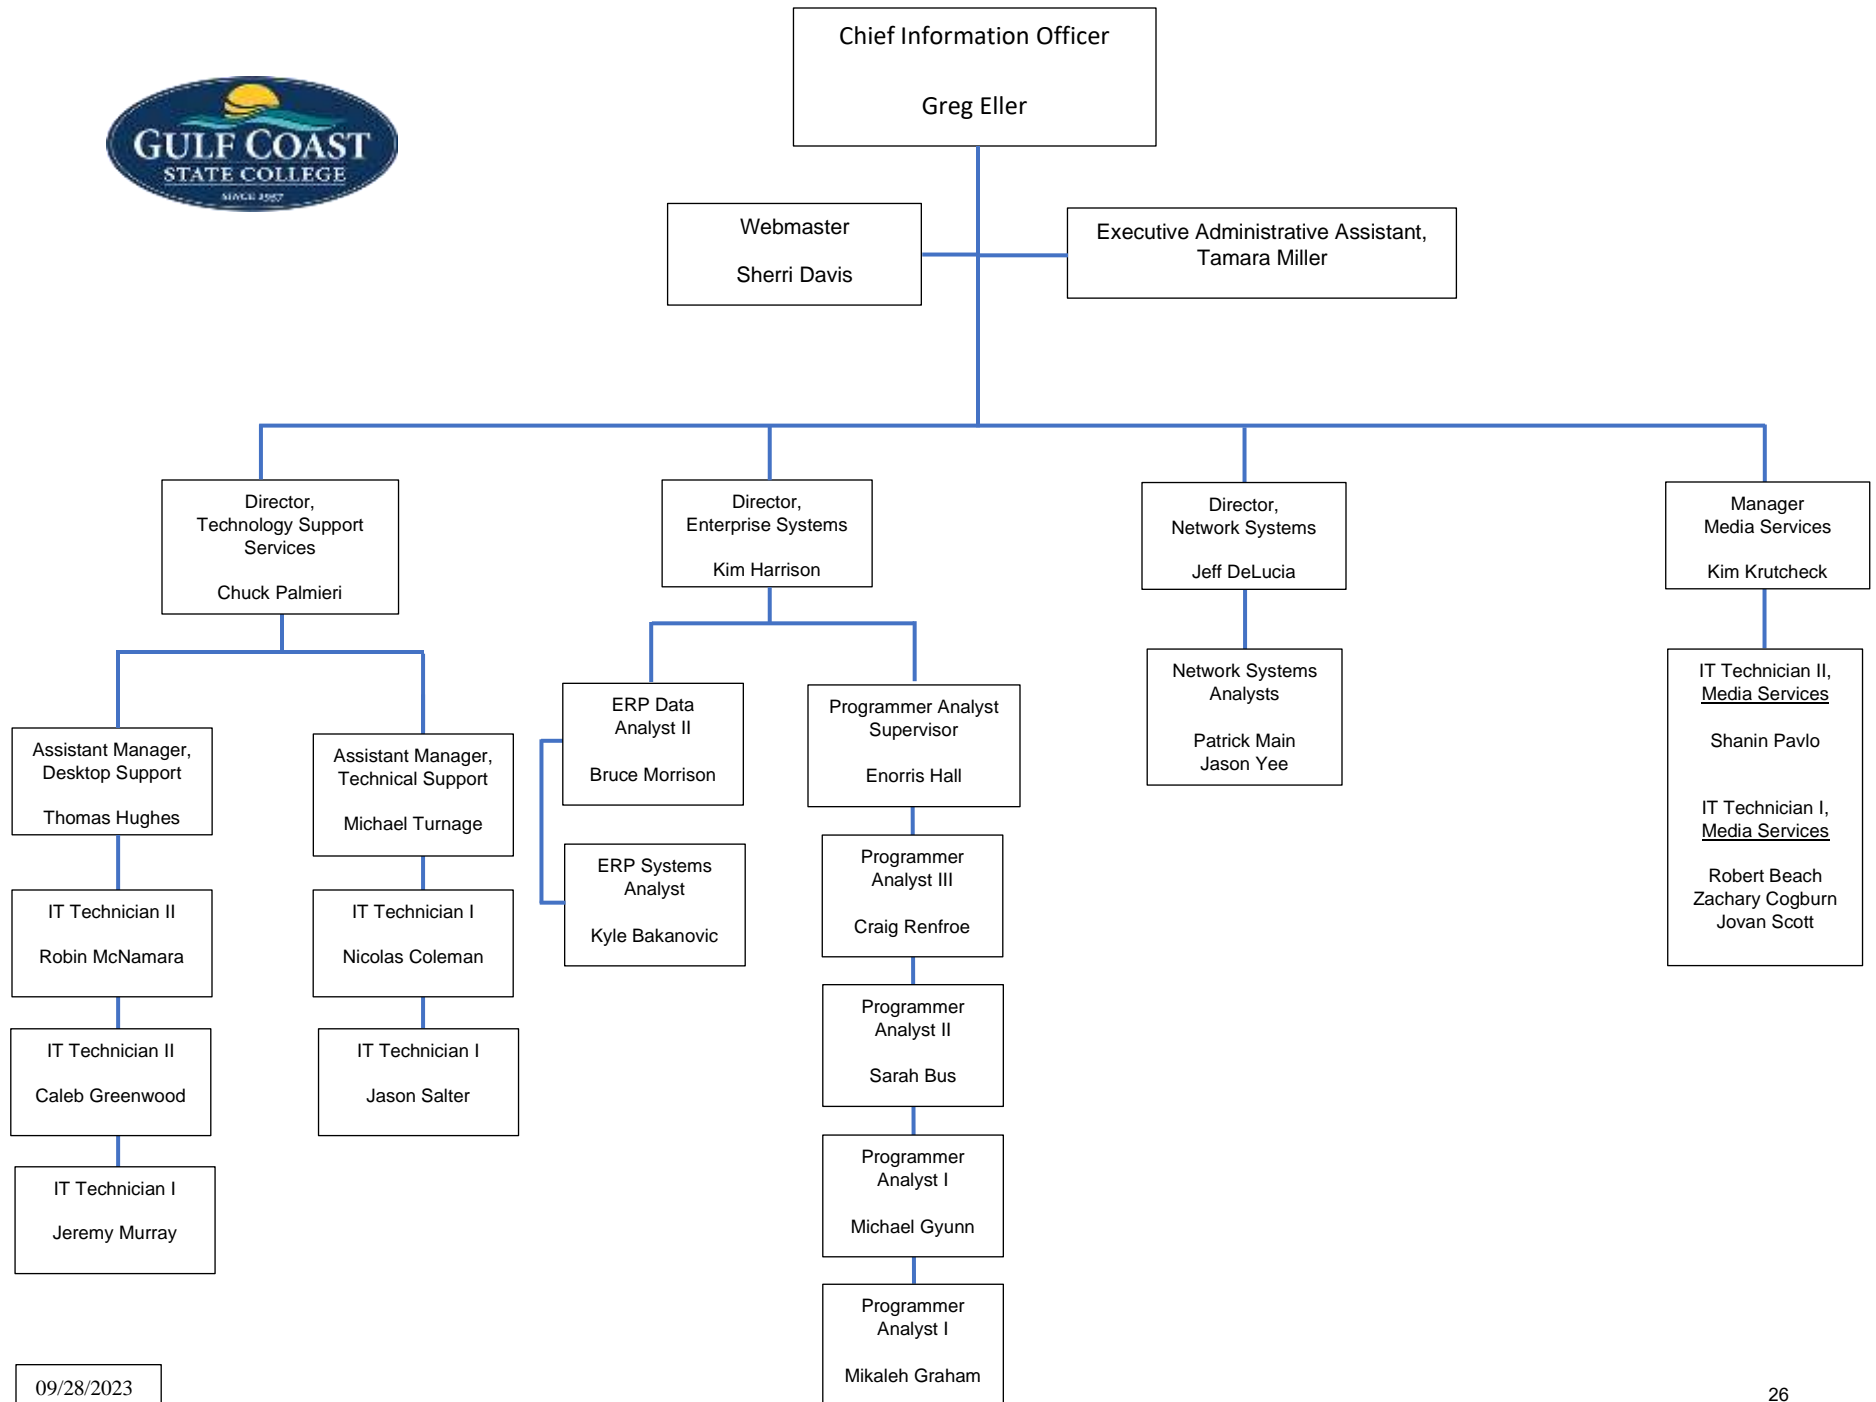 Chief Information Officer
Greg Eller
GULF COAST
STATE COLLEGE
SINCE 1957
Webmaster
Sherri Davis
Executive Administrative Assistant,
Tamara Miller
Director,
Technology Support
Services
Chuck Palmieri
Director,
Enterprise Systems
Kim Harrison
Director,
Network Systems
Jeff DeLucia
Manager
Media Services
Kim Krutcheck
Assistant Manager,
Desktop Support
Thomas Hughes
IT Technician II
Robin McNamara
IT Technician II
Caleb Greenwood
IT Technician I
Jeremy Murray
Assistant Manager,
Technical Support
Michael Turnage
IT Technician I
Nicolas Coleman
IT Technician I
Jason Salter
ERP Data
Analyst II
Bruce Morrison
ERP Systems
Analyst
Kyle Bakanovic
Programmer Analyst
Supervisor
Enorris Hall
Programmer
Analyst III
Craig Renfroe
Programmer
Analyst II
Sarah Bus
Programmer
Analyst I
Michael Gyunn
Programmer
Analyst I
Mikaleh Graham
Network Systems
Analysts
Patrick Main
Jason Yee
IT Technician II,
Media Services
Shanin Pavlo
IT Technician I,
Media Services
Robert Beach
Zachary Cogburn
Jovan Scott
09/28/2023
26